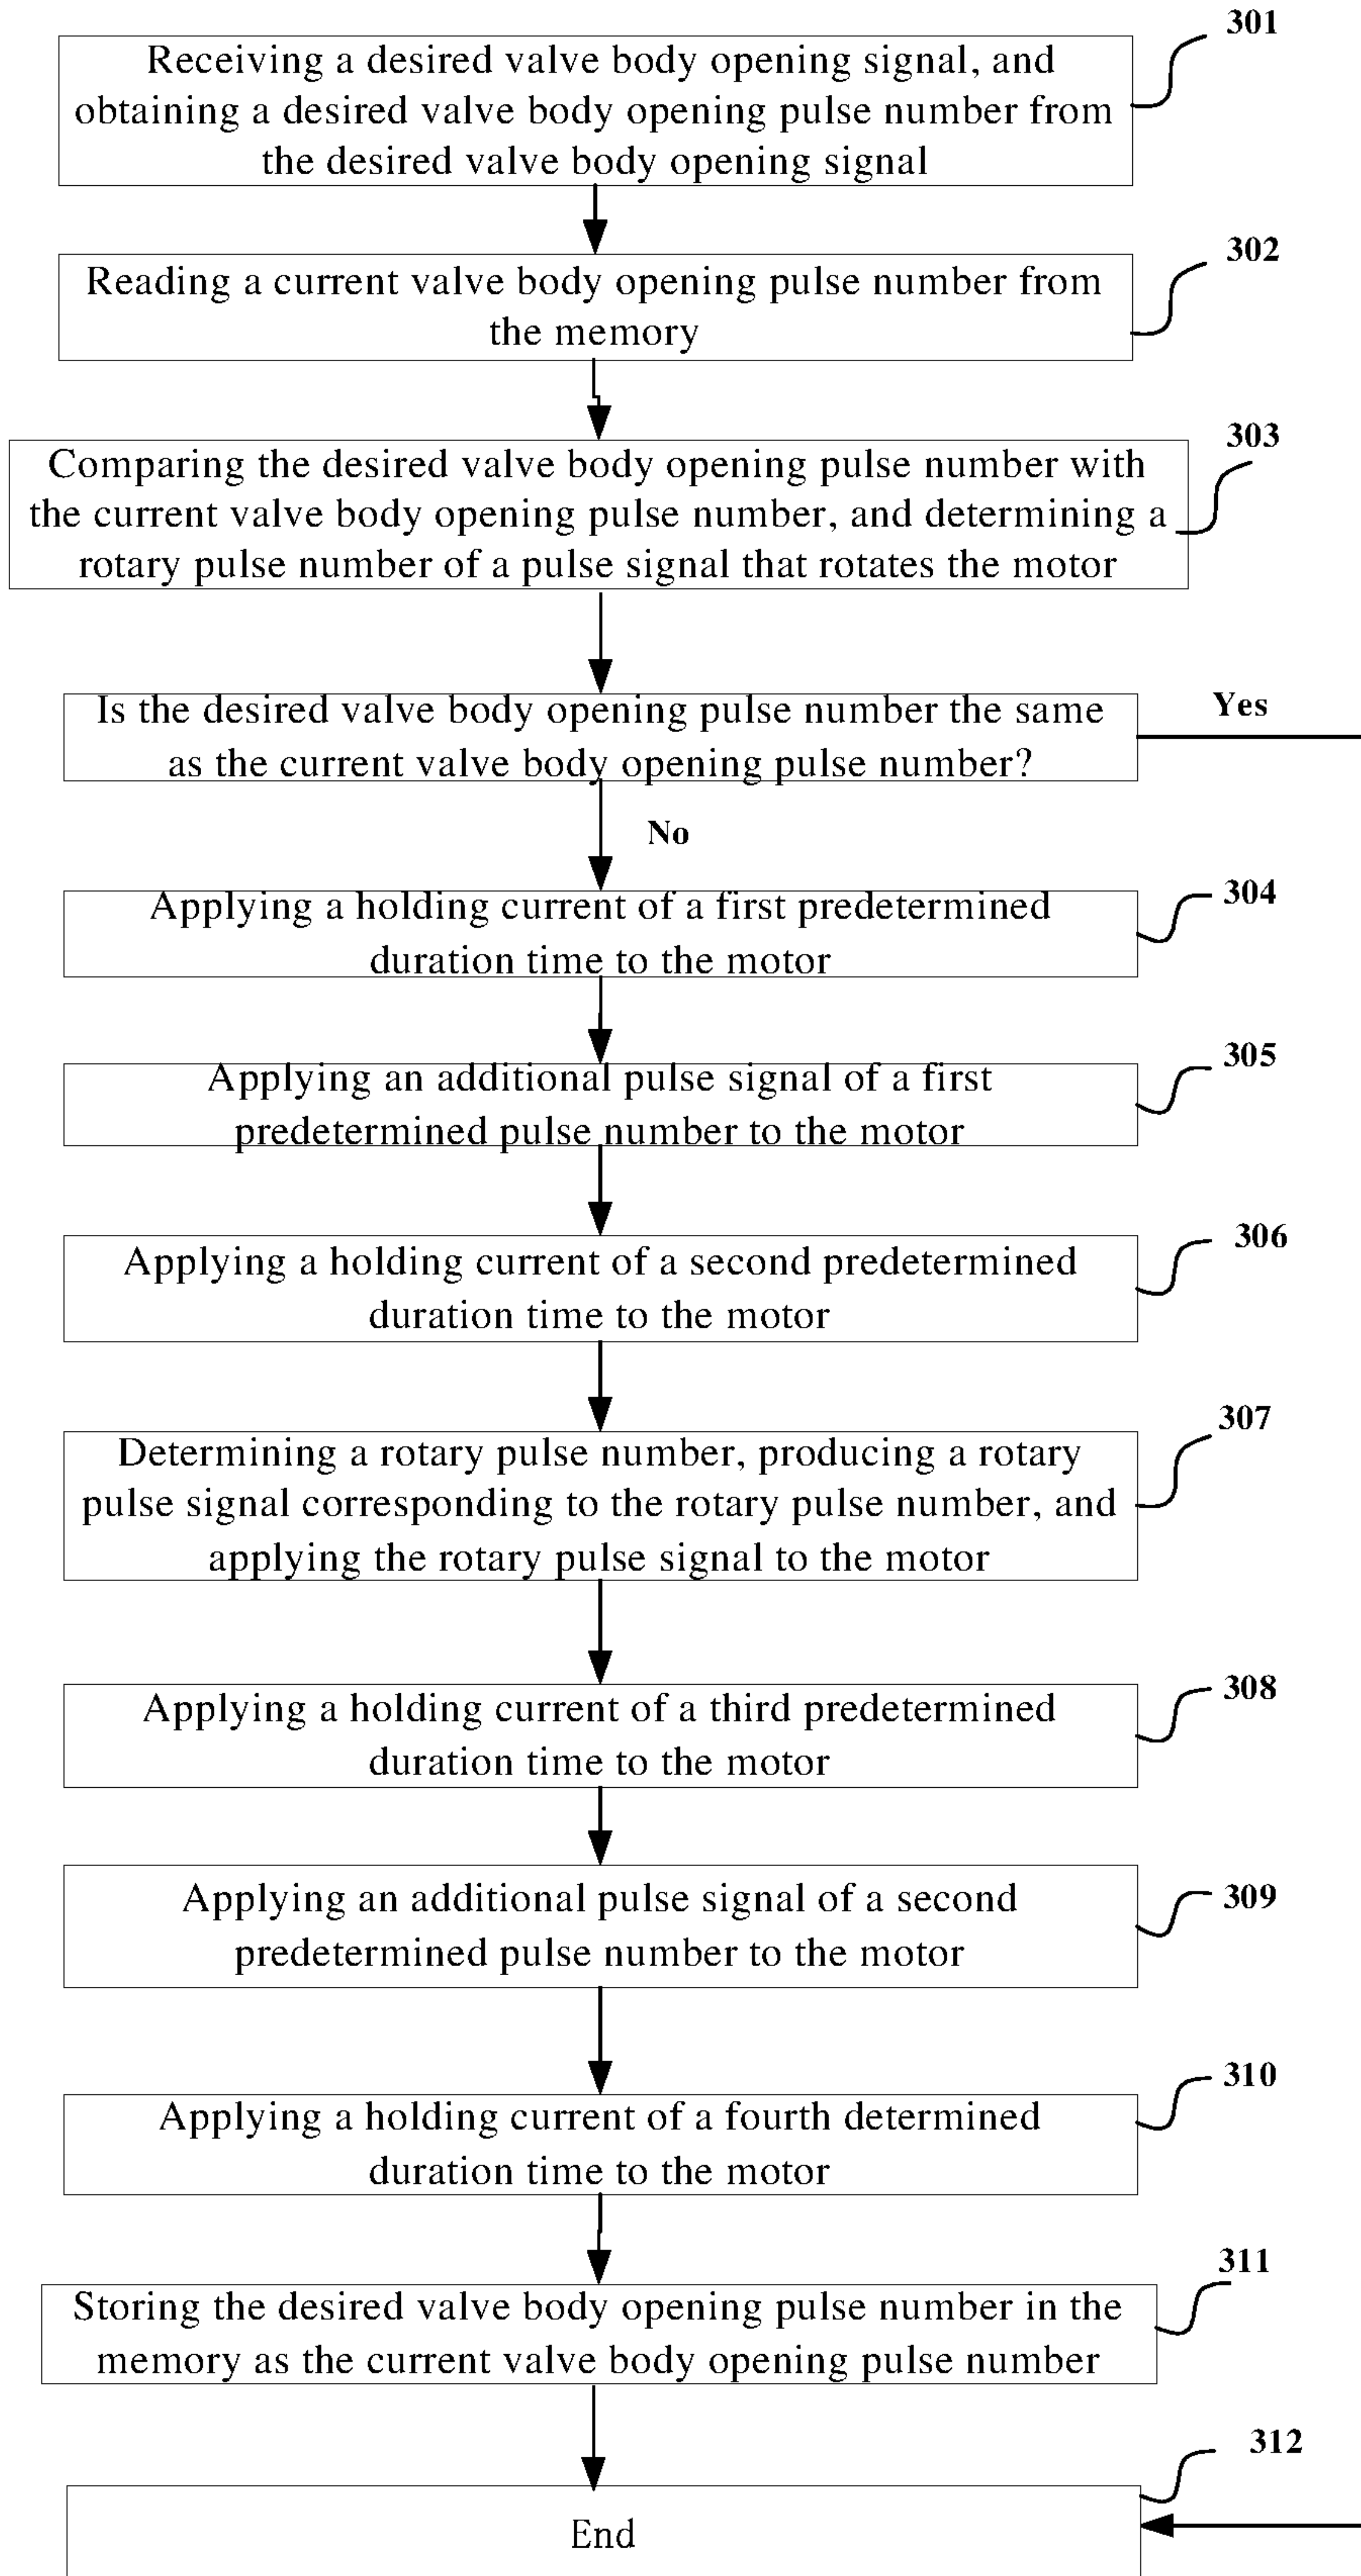 301
Receiving a desired valve body opening signal, and
obtaining a desired valve body opening pulse number from
the desired valve body opening signal
302
Reading a current valve body opening pulse number from
the memory
303
Comparing the desired valve body opening pulse number with
the current valve body opening pulse number, and determining a
rotary pulse number of a pulse signal that rotates the motor
Is the desired valve body opening pulse number the same
as the current valve body opening pulse number?
Yes
No
304
Applying a holding current of a first predetermined
duration time to the motor
305
Applying an additional pulse signal of a first
predetermined pulse number to the motor
306
Applying a holding current of a second predetermined
duration time to the motor
307
Determining a rotary pulse number, producing a rotary
pulse signal corresponding to the rotary pulse number, and
applying the rotary pulse signal to the motor
308
Applying a holding current of a third predetermined
duration time to the motor
309
Applying an additional pulse signal of a second
predetermined pulse number to the motor
310
Applying a holding current of a fourth determined
duration time to the motor
311
Storing the desired valve body opening pulse number in the
memory as the current valve body opening pulse number
312
End